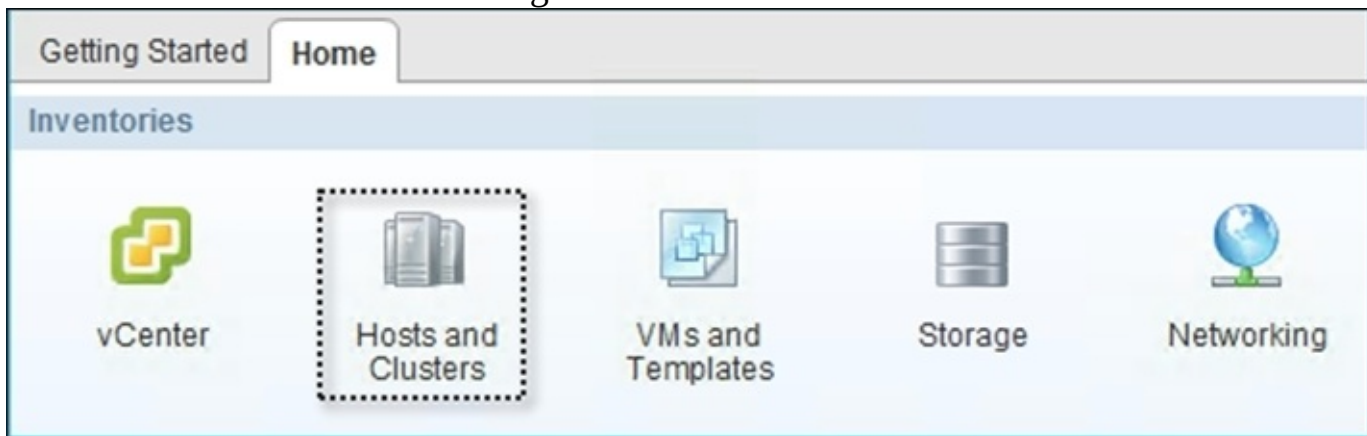 Getting Started Home
Inventories
vCenter Hosts and Clusters VMs and Templates Storage Networking